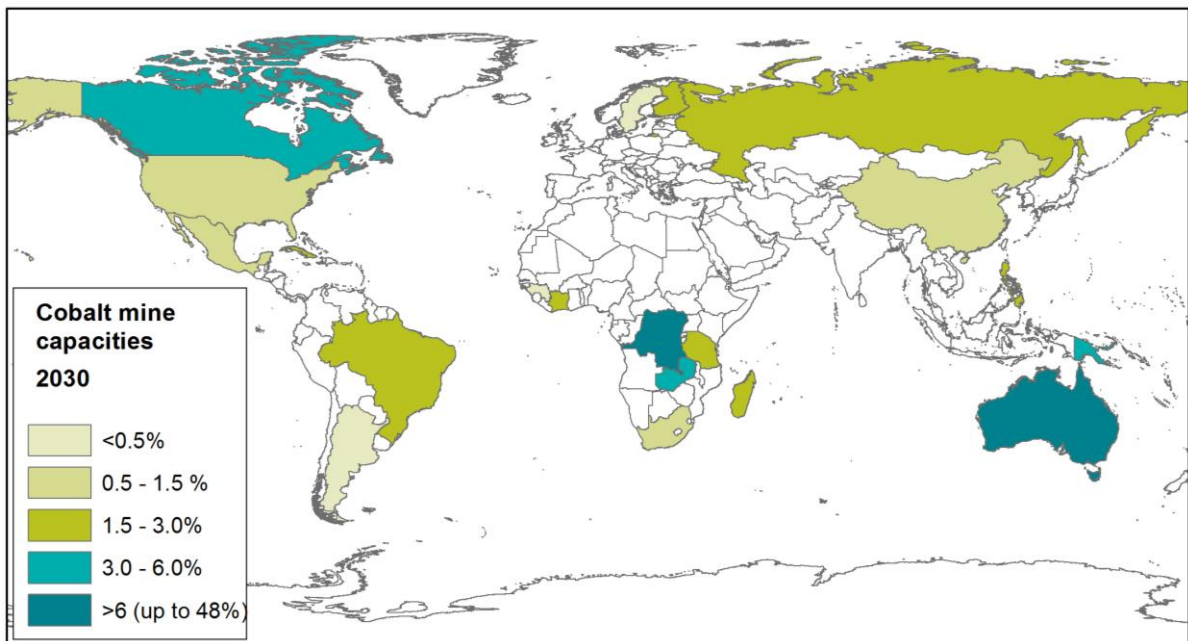 Cobalt mine
capacities
2030
<0.5%
0.5 - 1.5 %
1.5 - 3.0%
3.0 - 6.0%
>6 (up to 48%)